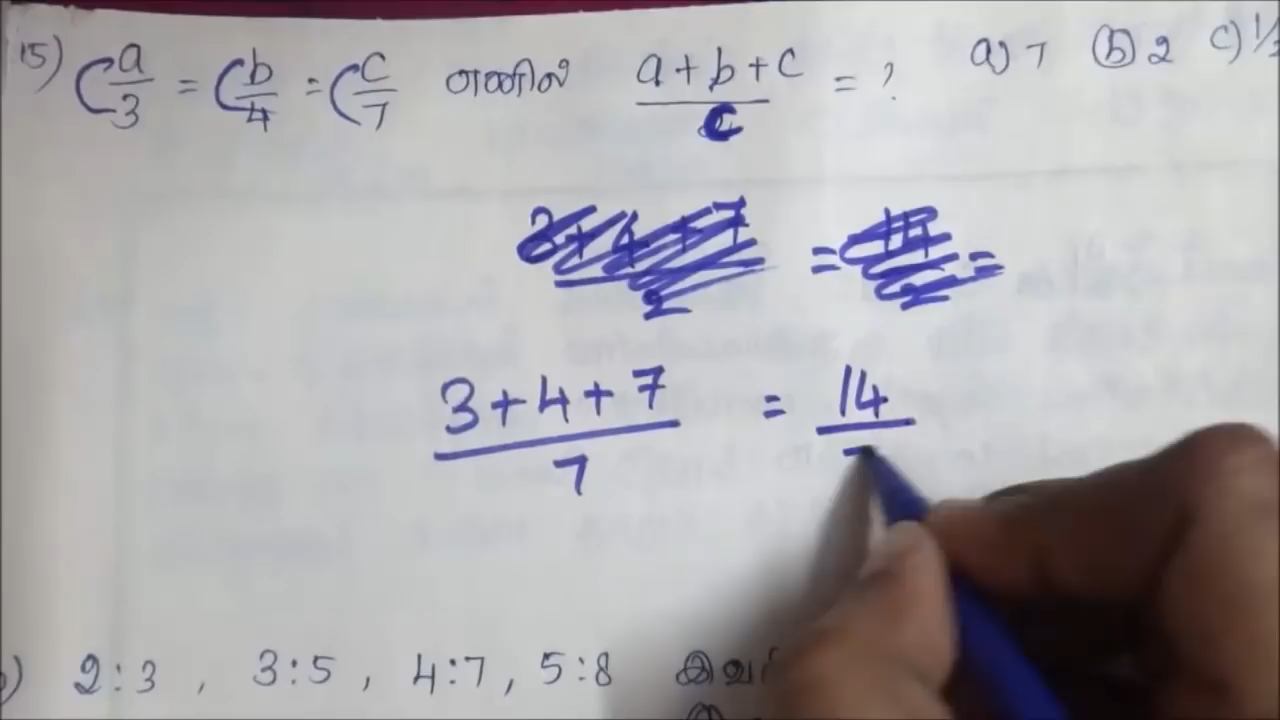 15) a/3 = b/4 = c/7 எனில் a+b+c/c = ? a) 7 (b) 2 c) 1/
3+4+7/7 = 14/7
) 2:3 , 3:5 , 4:7 , 5:8